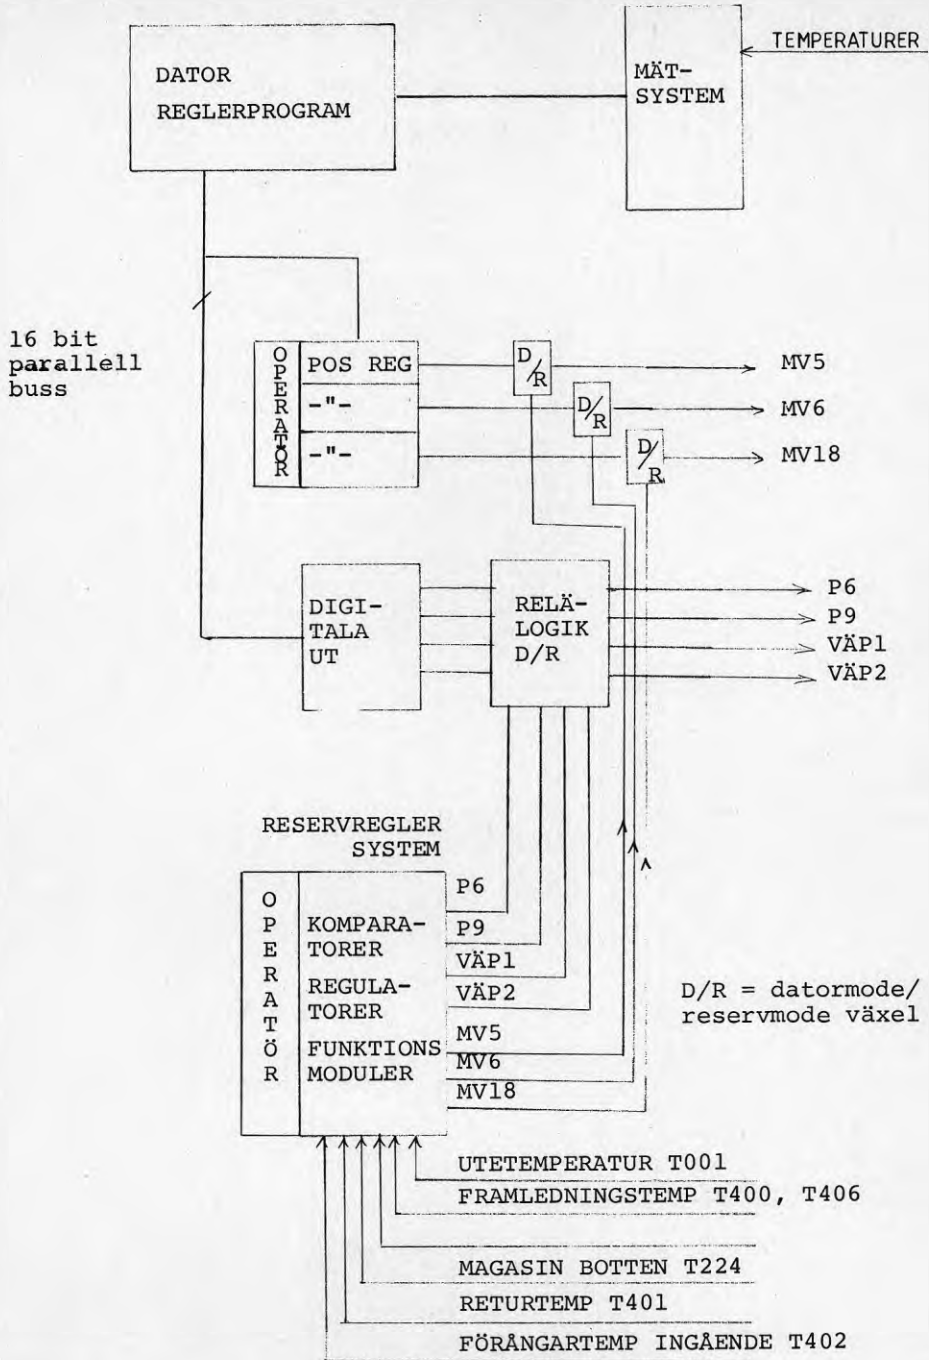 TEMPERATURER
DATOR
REGLERPROGRAM
MÄT-
SYSTEM
16 bit
parallell
buss
OPERATÖR
POS REG
-"-
-"-
D/R
D/R
D/R
MV5
MV6
MV18
DIGI-
TALA
UT
RELÄ-
LOGIK
D/R
P6
P9
VÄP1
VÄP2
RESERVREGLER
SYSTEM
OPERATÖR
KOMPARA-
TORER
REGULA-
TORER
FUNKTIONS
MODULER
P6
P9
VÄP1
VÄP2
MV5
MV6
MV18
D/R = datormode/
reservmode växel
UTETEMPERATUR T001
FRAMLEDNINGSTEMP T400, T406
MAGASIN BOTTEN T224
RETURTEMP T401
FÖRÅNGARTEMP INGÅENDE T402